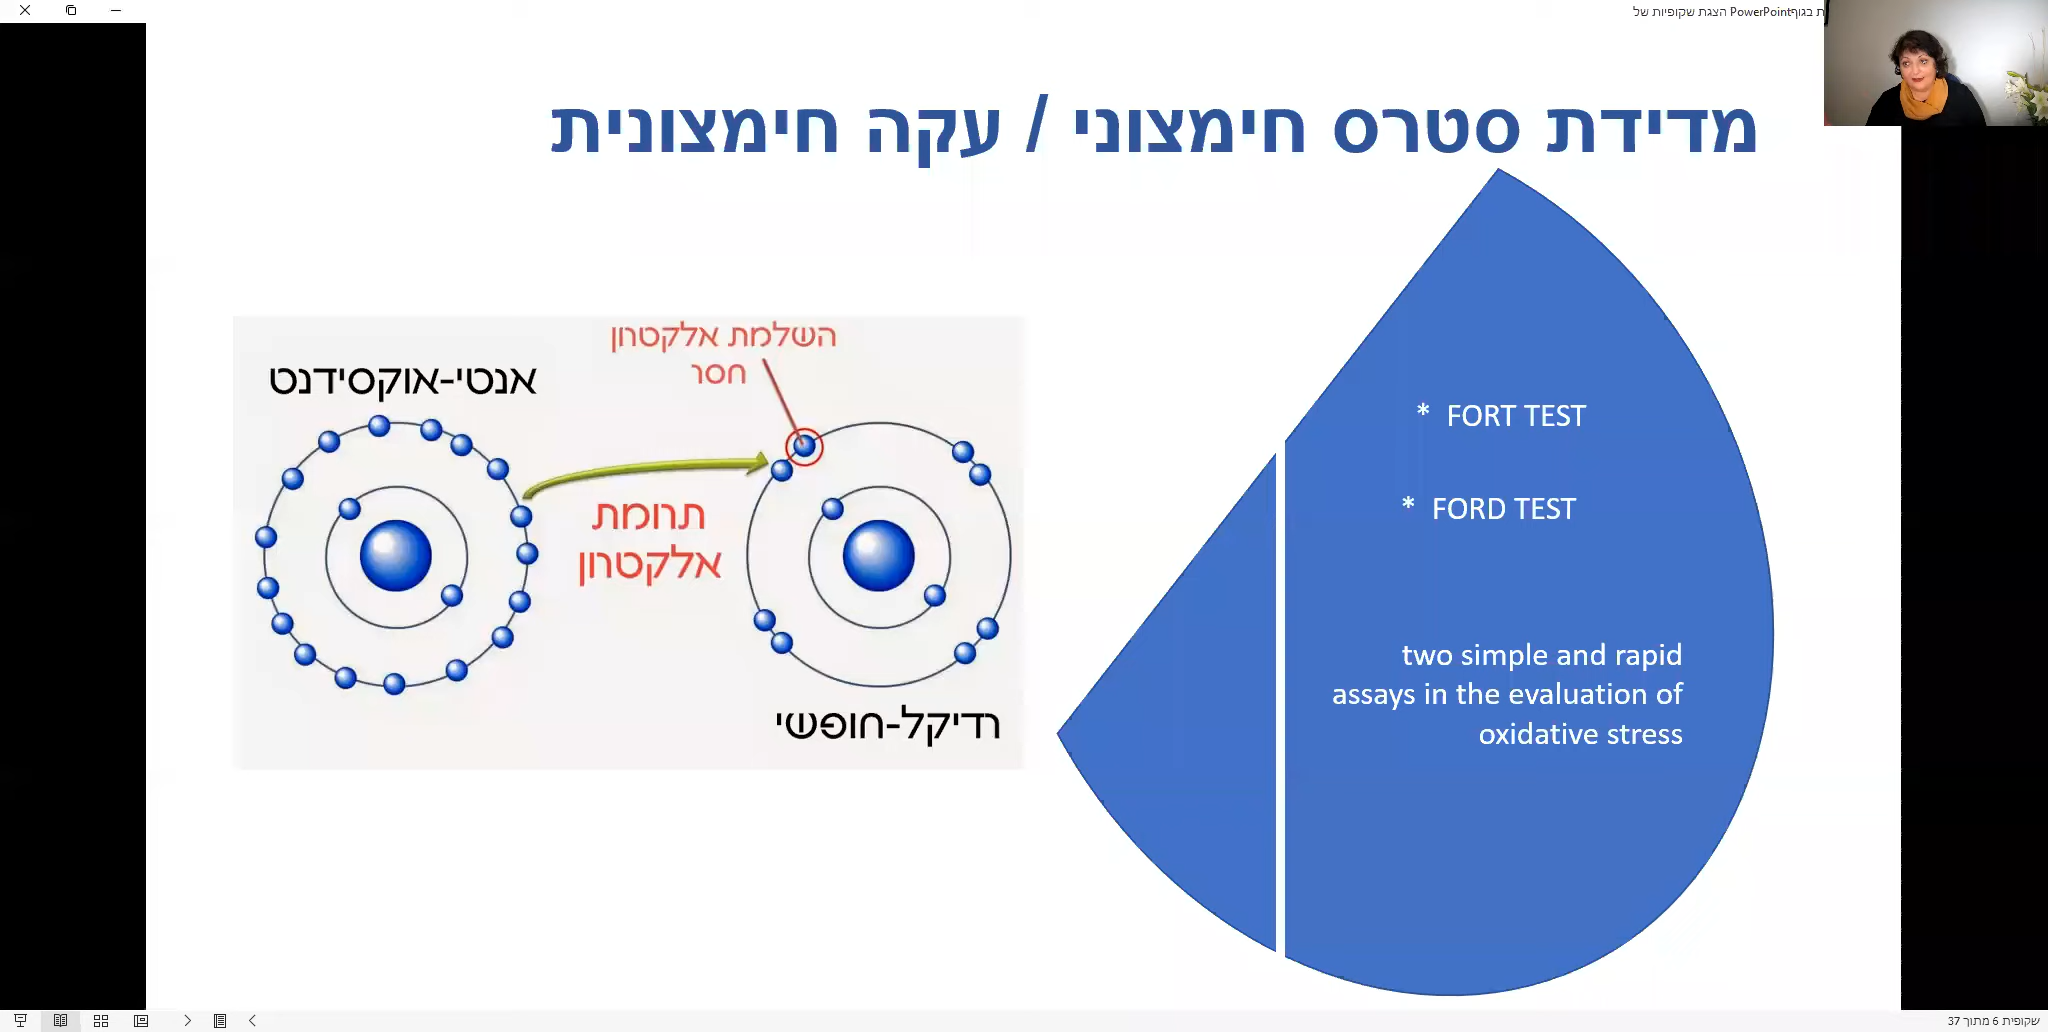 ת בגוףPowerPoint הצגת שקופיות של
מדידת סטרס חימצוני / עקה חימצונית
השלמת אלקטרון
חסר
אנטי-אוקסידנט
תרומת
אלקטרון
רדיקל-חופשי
* FORT TEST
* FORD TEST
two simple and rapid
assays in the evaluation of
oxidative stress
שקופית 6 מתוך 37